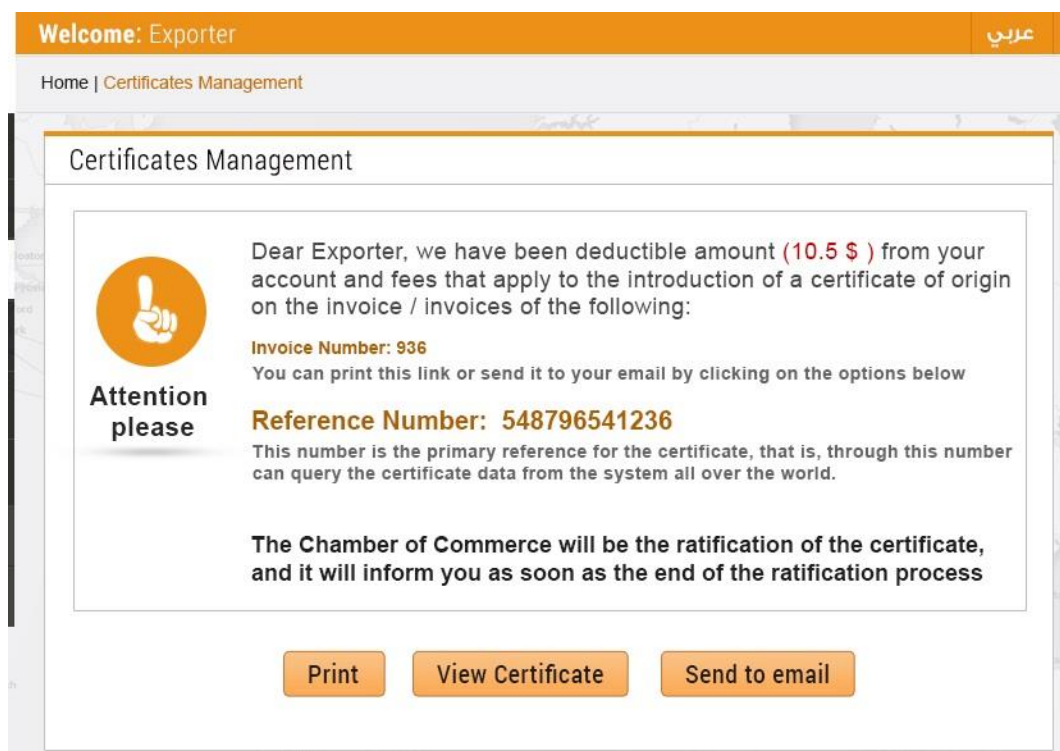 Welcome: Exporter
عربي
Home | Certificates Management
Certificates Management
Attention
please
Dear Exporter, we have been deductible amount (10.5 $ ) from your
account and fees that apply to the introduction of a certificate of origin
on the invoice / invoices of the following:
Invoice Number: 936
You can print this link or send it to your email by clicking on the options below
Reference Number: 548796541236
This number is the primary reference for the certificate, that is, through this number
can query the certificate data from the system all over the world.
The Chamber of Commerce will be the ratification of the certificate,
and it will inform you as soon as the end of the ratification process
Print
View Certificate
Send to email